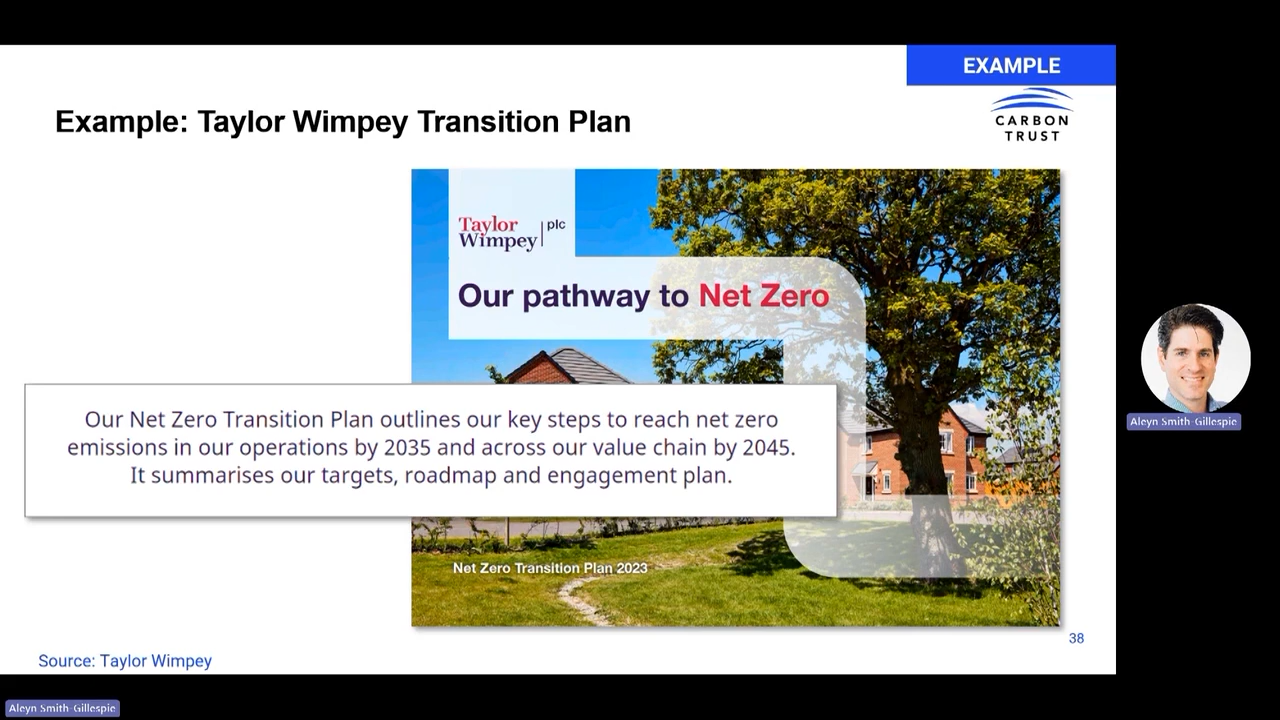 EXAMPLE
Example: Taylor Wimpey Transition Plan
CARBON
TRUST
Taylor
Wimpey
plc
Our pathway to Net Zero
Our Net Zero Transition Plan outlines our key steps to reach net zero
emissions in our operations by 2035 and across our value chain by 2045.
It summarises our targets, roadmap and engagement plan.
Net Zero Transition Plan 2023
38
Source: Taylor Wimpey
Aleyn Smith-Gillespie
Aleyn Smith-Gillespie